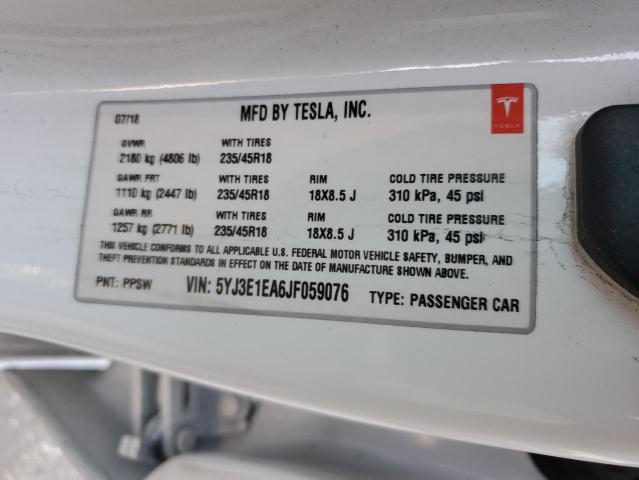 07/18 MFD BY TESLA, INC.
TESLA
GVWR WITH TIRES
2180 kg (4806 lb) 235/45R18
GAWR FRT WITH TIRES RIM COLD TIRE PRESSURE
1110 kg (2447 lb) 235/45R18 18X8.5 J 310 kPa, 45 psi
GAWR RR WITH TIRES RIM COLD TIRE PRESSURE
1257 kg (2771 lb) 235/45R18 18X8.5 J 310 kPa, 45 psi
THIS VEHICLE CONFORMS TO ALL APPLICABLE U.S. FEDERAL MOTOR VEHICLE SAFETY, BUMPER, AND
THEFT PREVENTION STANDARDS IN EFFECT ON THE DATE OF MANUFACTURE SHOWN ABOVE.
PNT: PPSW VIN: 5YJ3E1EA6JF059076 TYPE: PASSENGER CAR